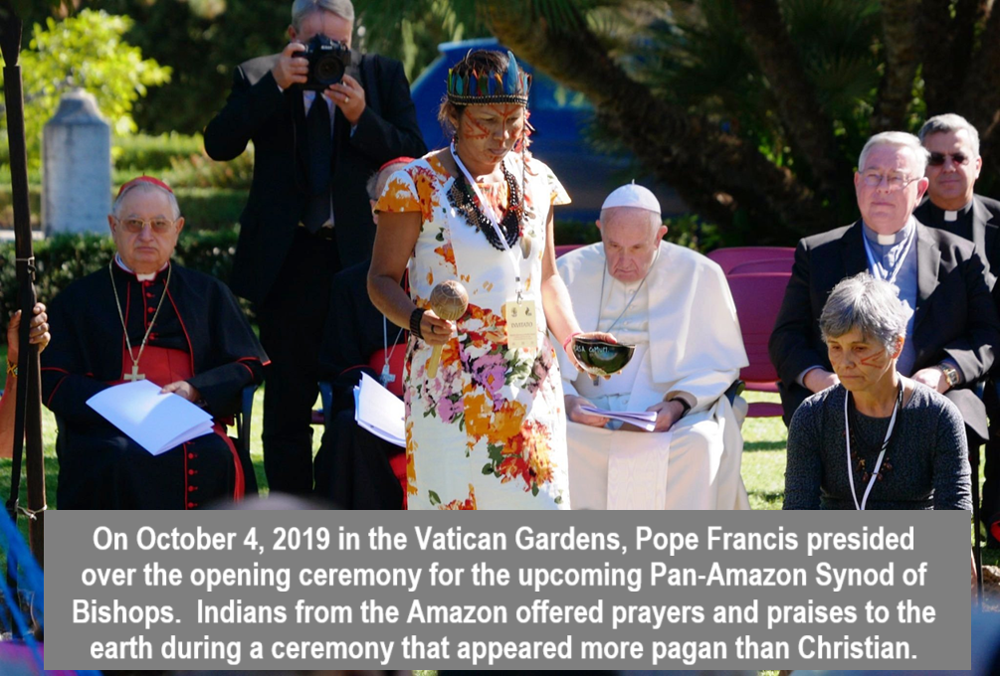 On October 4, 2019 in the Vatican Gardens, Pope Francis presided
over the opening ceremony for the upcoming Pan-Amazon Synod of
Bishops.  Indians from the Amazon offered prayers and praises to the
earth during a ceremony that appeared more pagan than Christian.